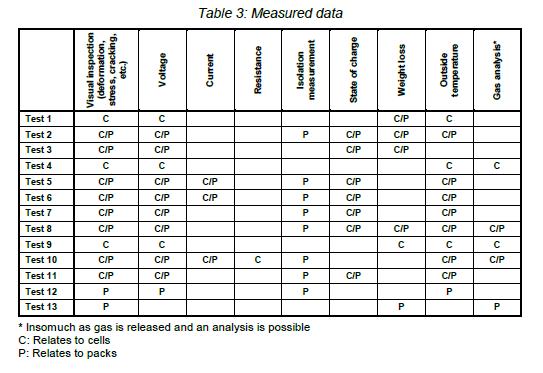 Table 3: Measured data
Visual inspection (deformation, stress, cracking, etc.) Voltage Current Resistance Isolation measurement State of charge Weight loss Outside temperature Gas analysis*
Test 1 C C C/P C
Test 2 C/P C/P P C/P C/P C/P
Test 3 C/P C/P C/P C/P
Test 4 C C C C
Test 5 C/P C/P C/P P C/P C/P
Test 6 C/P C/P C/P P C/P C/P
Test 7 C/P C/P P C/P C/P
Test 8 C/P C/P P C/P C/P C/P C/P
Test 9 C C C C C
Test 10 C/P C/P C/P C P C/P C/P
Test 11 C/P C/P P C/P C/P
Test 12 P P P P
Test 13 P P P
* Insomuch as gas is released and an analysis is possible
C: Relates to cells
P: Relates to packs